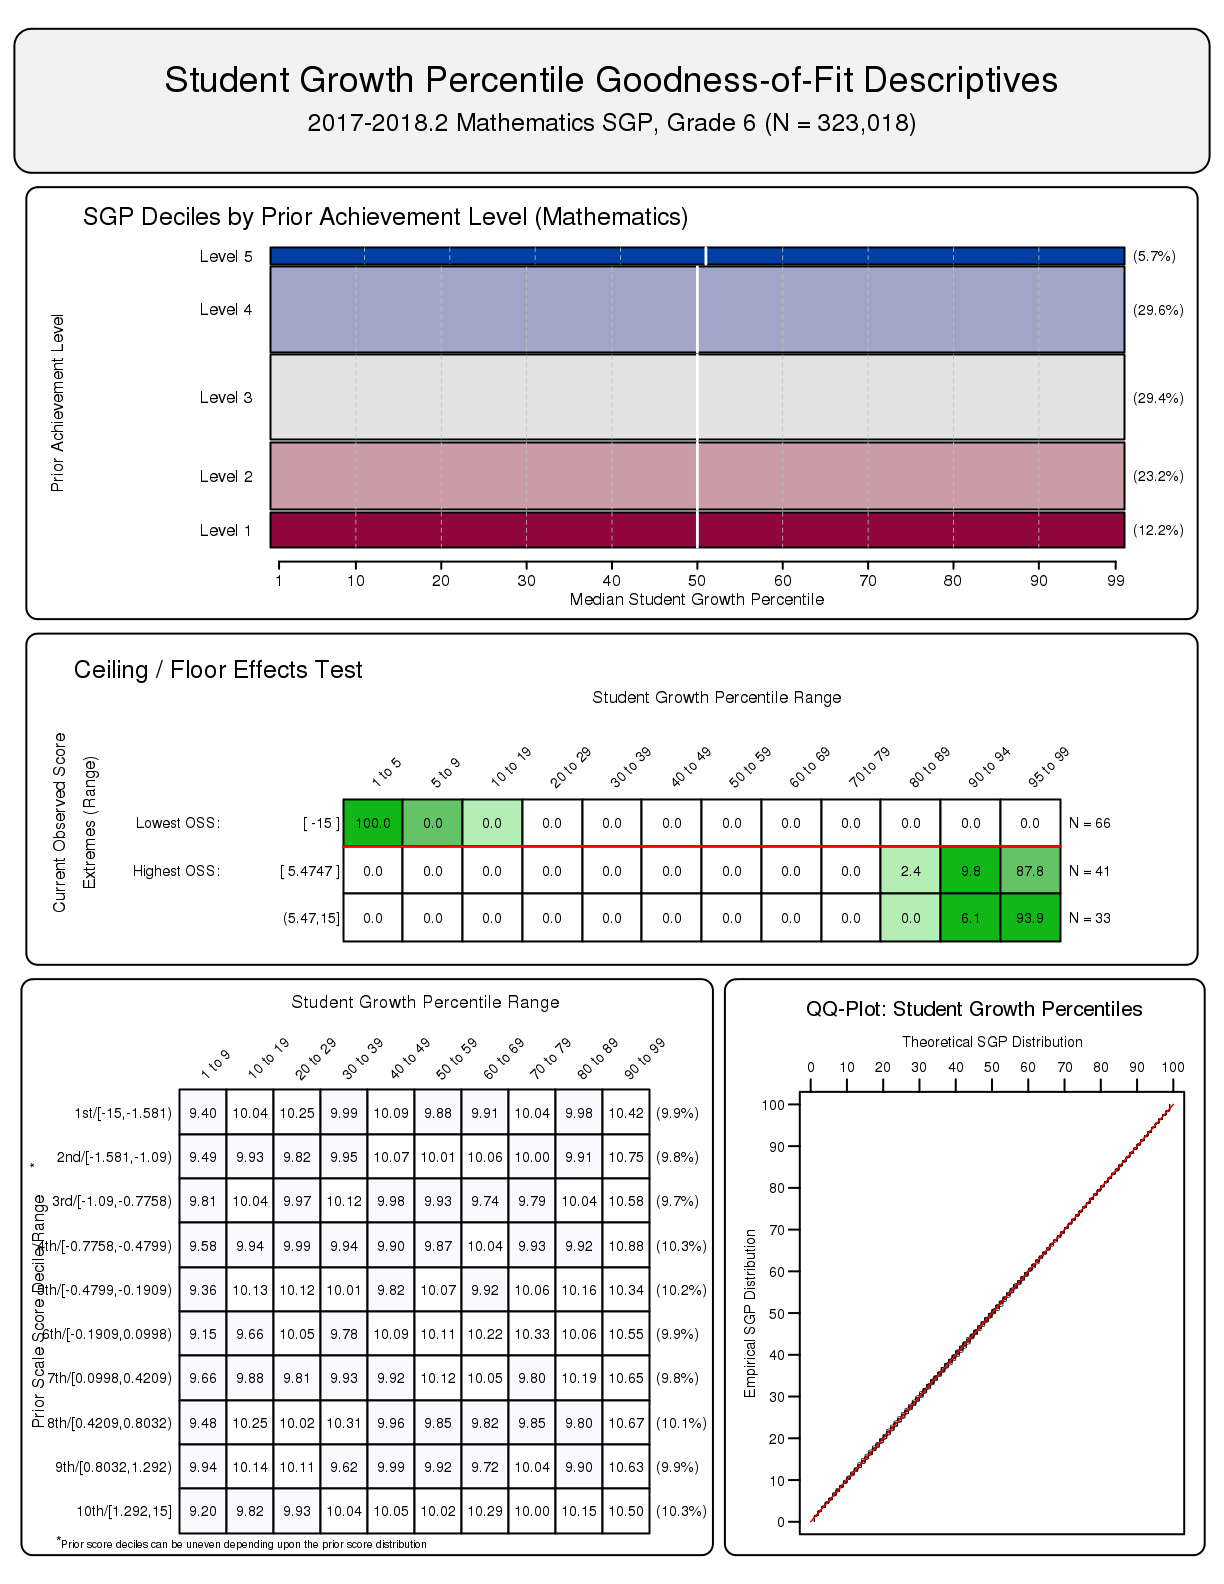 Student Growth Percentile Goodness-of-Fit Descriptives
2017-2018.2 Mathematics SGP, Grade 6 (N = 323,018)
SGP Deciles by Prior Achievement Level (Mathematics)
Prior Achievement Level
Level 5 (5.7%)
Level 4 (29.6%)
Level 3 (29.4%)
Level 2 (23.2%)
Level 1 (12.2%)
1 10 20 30 40 50 60 70 80 90 99
Median Student Growth Percentile
Ceiling / Floor Effects Test
Student Growth Percentile Range
Current Observed Score
Extremes (Range)
1 to 5 5 to 9 10 to 19 20 to 29 30 to 39 40 to 49 50 to 59 60 to 69 70 to 79 80 to 89 90 to 94 95 to 99
Lowest OSS: [ -15 ] 100.0 0.0 0.0 0.0 0.0 0.0 0.0 0.0 0.0 0.0 0.0 0.0 N = 66
Highest OSS: [ 5.4747 ] 0.0 0.0 0.0 0.0 0.0 0.0 0.0 0.0 0.0 2.4 9.8 87.8 N = 41
(5.47,15] 0.0 0.0 0.0 0.0 0.0 0.0 0.0 0.0 0.0 0.0 6.1 93.9 N = 33
Student Growth Percentile Range
Prior Scale Score Decile/Range *
1 to 9 10 to 19 20 to 29 30 to 39 40 to 49 50 to 59 60 to 69 70 to 79 80 to 89 90 to 99
1st/[-15,-1.581) 9.40 10.04 10.25 9.99 10.09 9.88 9.91 10.04 9.98 10.42 (9.9%)
2nd/[-1.581,-1.09) 9.49 9.93 9.82 9.95 10.07 10.01 10.06 10.00 9.91 10.75 (9.8%)
3rd/[-1.09,-0.7758) 9.81 10.04 9.97 10.12 9.98 9.93 9.74 9.79 10.04 10.58 (9.7%)
4th/[-0.7758,-0.4799) 9.58 9.94 9.99 9.94 9.90 9.87 10.04 9.93 9.92 10.88 (10.3%)
5th/[-0.4799,-0.1909) 9.36 10.13 10.12 10.01 9.82 10.07 9.92 10.06 10.16 10.34 (10.2%)
6th/[-0.1909,0.0998) 9.15 9.66 10.05 9.78 10.09 10.11 10.22 10.33 10.06 10.55 (9.9%)
7th/[0.0998,0.4209) 9.66 9.88 9.81 9.93 9.92 10.12 10.05 9.80 10.19 10.65 (9.8%)
8th/[0.4209,0.8032) 9.48 10.25 10.02 10.31 9.96 9.85 9.82 9.85 9.80 10.67 (10.1%)
9th/[0.8032,1.292) 9.94 10.14 10.11 9.62 9.99 9.92 9.72 10.04 9.90 10.63 (9.9%)
10th/[1.292,15] 9.20 9.82 9.93 10.04 10.05 10.02 10.29 10.00 10.15 10.50 (10.3%)
*Prior score deciles can be uneven depending upon the prior score distribution
QQ-Plot: Student Growth Percentiles
Theoretical SGP Distribution
0 10 20 30 40 50 60 70 80 90 100
Empirical SGP Distribution
100
90
80
70
60
50
40
30
20
10
0